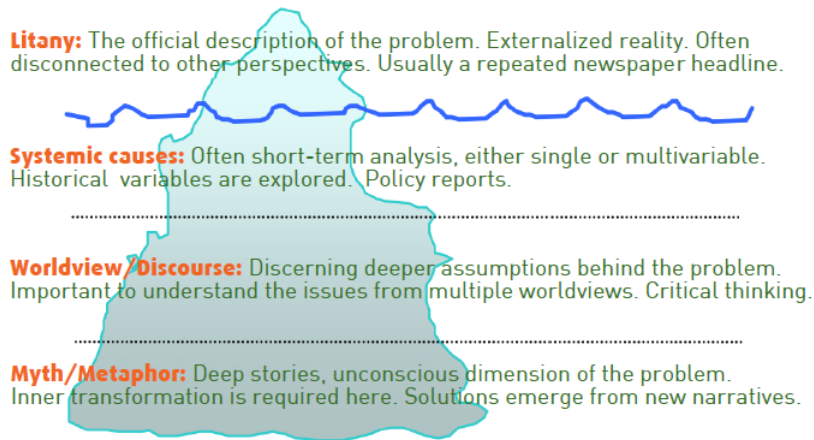 Litany: The official description of the problem. Externalized reality. Often
disconnected to other perspectives. Usually a repeated newspaper headline.
Systemic causes: Often short-term analysis, either single or multivariable.
Historical variables are explored. Policy reports.
Worldview/Discourse: Discerning deeper assumptions behind the problem.
Important to understand the issues from multiple worldviews. Critical thinking.
Myth/Metaphor: Deep stories, unconscious dimension of the problem.
Inner transformation is required here. Solutions emerge from new narratives.